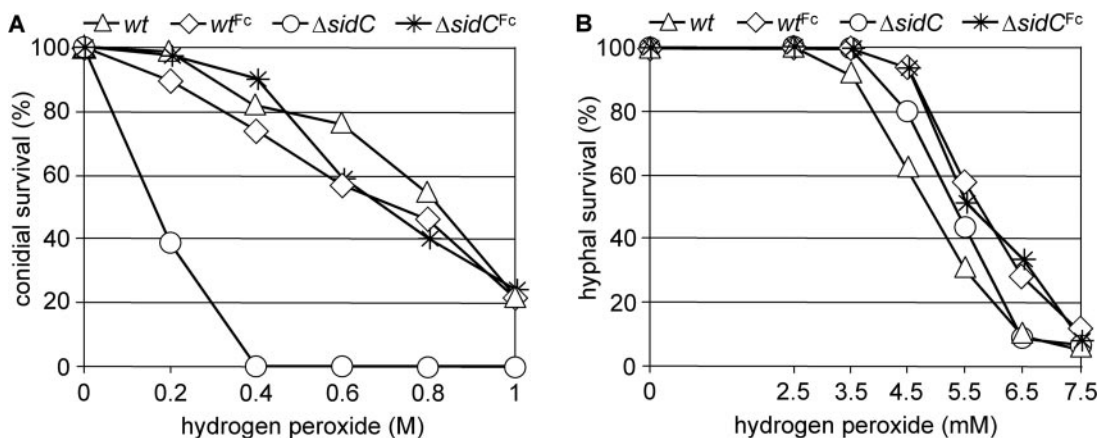 A △ wt ◇ wtFc ○ ΔsidC ✳ ΔsidCFc
100
80
60
40
20
0
conidial survival (%)
0 0.2 0.4 0.6 0.8 1
hydrogen peroxide (M)
B △ wt ◇ wtFc ○ ΔsidC ✳ ΔsidCFc
100
80
60
40
20
0
hyphal survival (%)
0 2.5 3.5 4.5 5.5 6.5 7.5
hydrogen peroxide (mM)